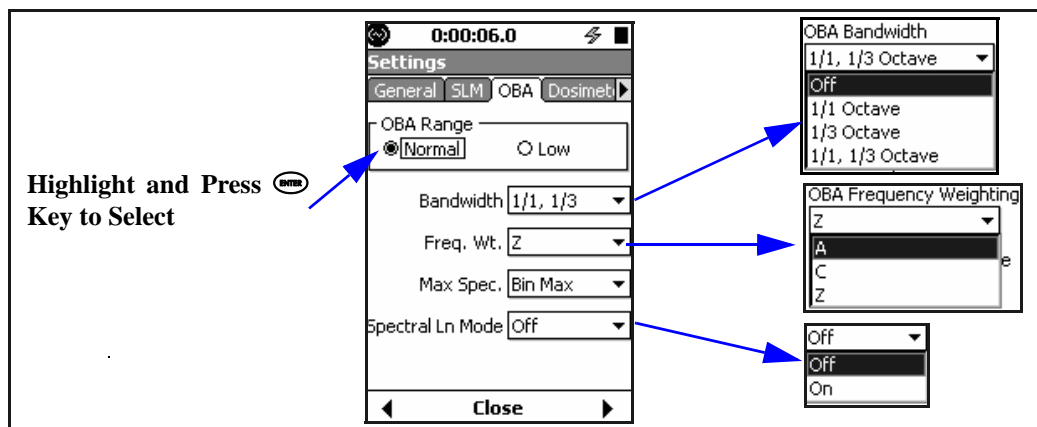 0:00:06.0
Settings
General SLM OBA Dosimet
OBA Range
Normal Low
Highlight and Press ENTER
Key to Select
Bandwidth 1/1, 1/3
Freq. Wt. Z
Max Spec. Bin Max
Spectral Ln Mode Off
Close
OBA Bandwidth
1/1, 1/3 Octave
Off
1/1 Octave
1/3 Octave
1/1, 1/3 Octave
OBA Frequency Weighting
Z
A
e
C
Z
Off
Off
On